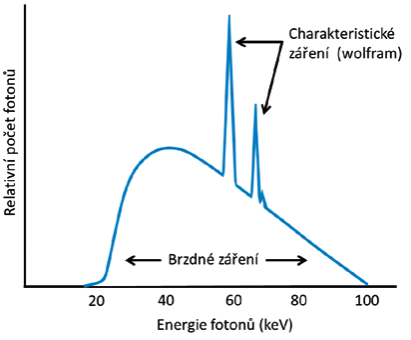 Charakteristické
záření (wolfram)
Relativní počet fotonů
Brzdné záření
20 40 60 80 100
Energie fotonů (keV)